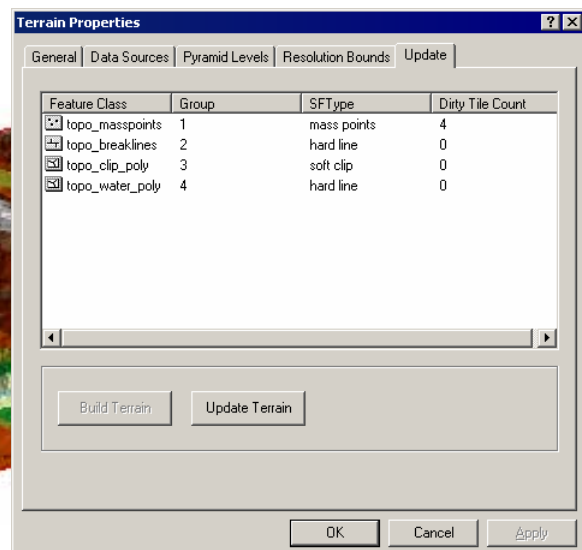 Terrain Properties
General Data Sources Pyramid Levels Resolution Bounds Update
Feature Class Group SFType Dirty Tile Count
topo_masspoints 1 mass points 4
topo_breaklines 2 hard line 0
topo_clip_poly 3 soft clip 0
topo_water_poly 4 hard line 0
Build Terrain Update Terrain
OK Cancel Apply